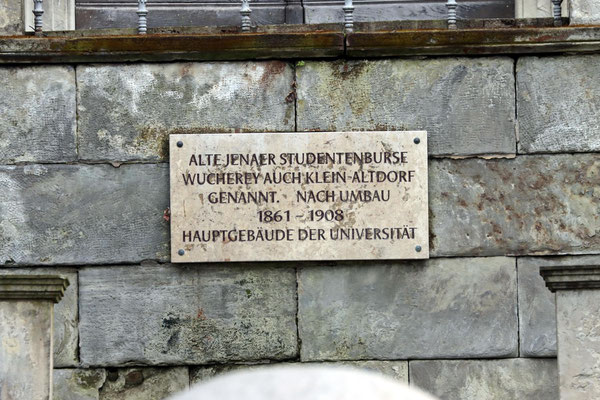 ALTE JENAER STUDENTENBURSE
WUCHEREY AUCH KLEIN-ALTDORF
GENANNT. NACH UMBAU
1861 – 1908
HAUPTGEBÄUDE DER UNIVERSITÄT